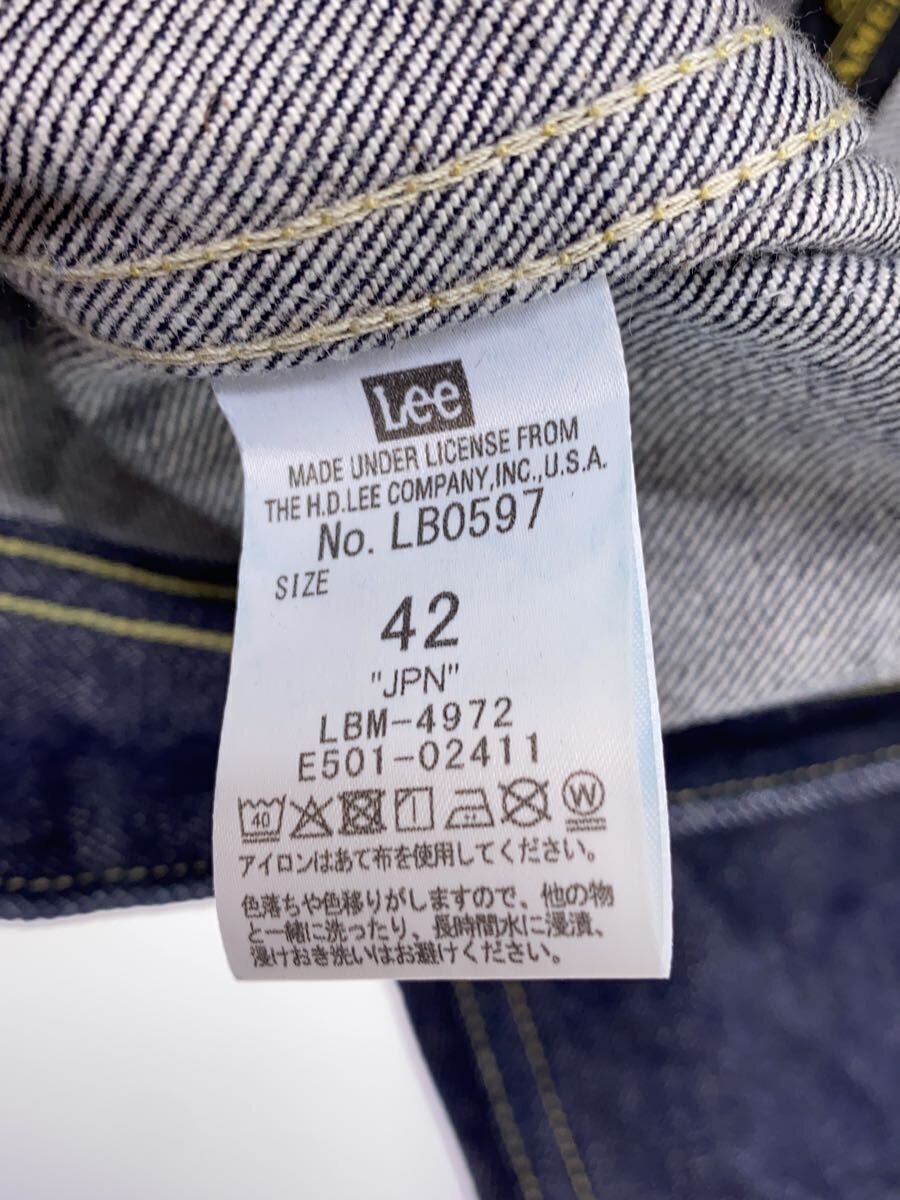 Lee
MADE UNDER LICENSE FROM
THE H.D.LEE COMPANY,INC.,U.S.A.
No. LB0597
SIZE
42
"JPN"
LBM-4972
E501-02411
40
W
アイロンはあて布を使用してください。
色落ちや色移りがしますので、他の物
と一緒に洗ったり、長時間水に浸漬、
浸けおき洗いはお避けください。